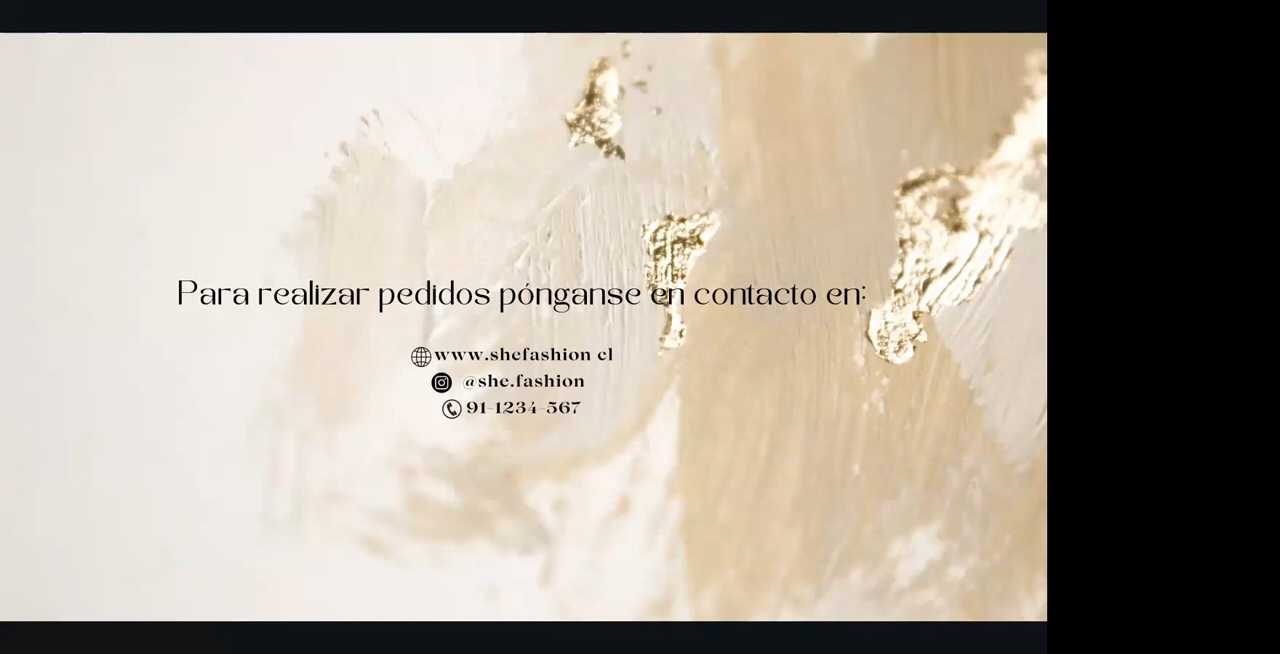 Para realizar pedidos pónganse en contacto en:
www.shefashion cl
@she.fashion
91-1234-567